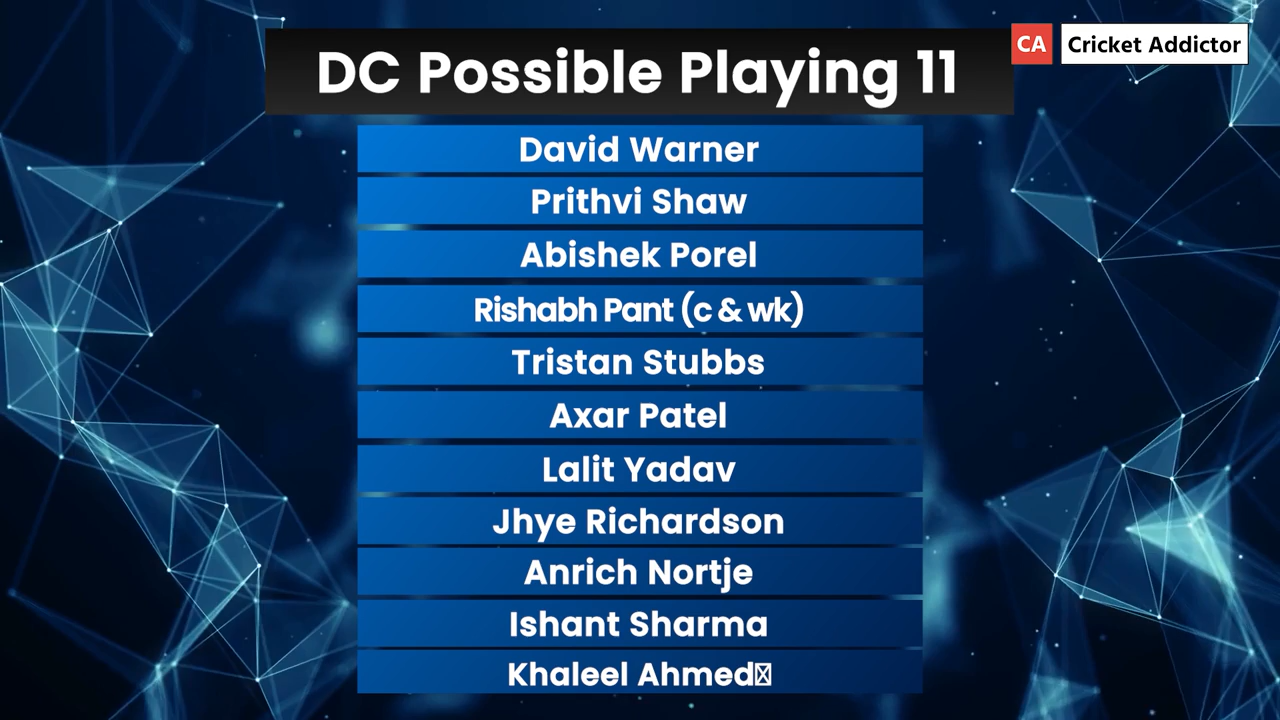 CA Cricket Addictor
DC Possible Playing 11
David Warner
Prithvi Shaw
Abishek Porel
Rishabh Pant (c & wk)
Tristan Stubbs
Axar Patel
Lalit Yadav
Jhye Richardson
Anrich Nortje
Ishant Sharma
Khaleel Ahmed